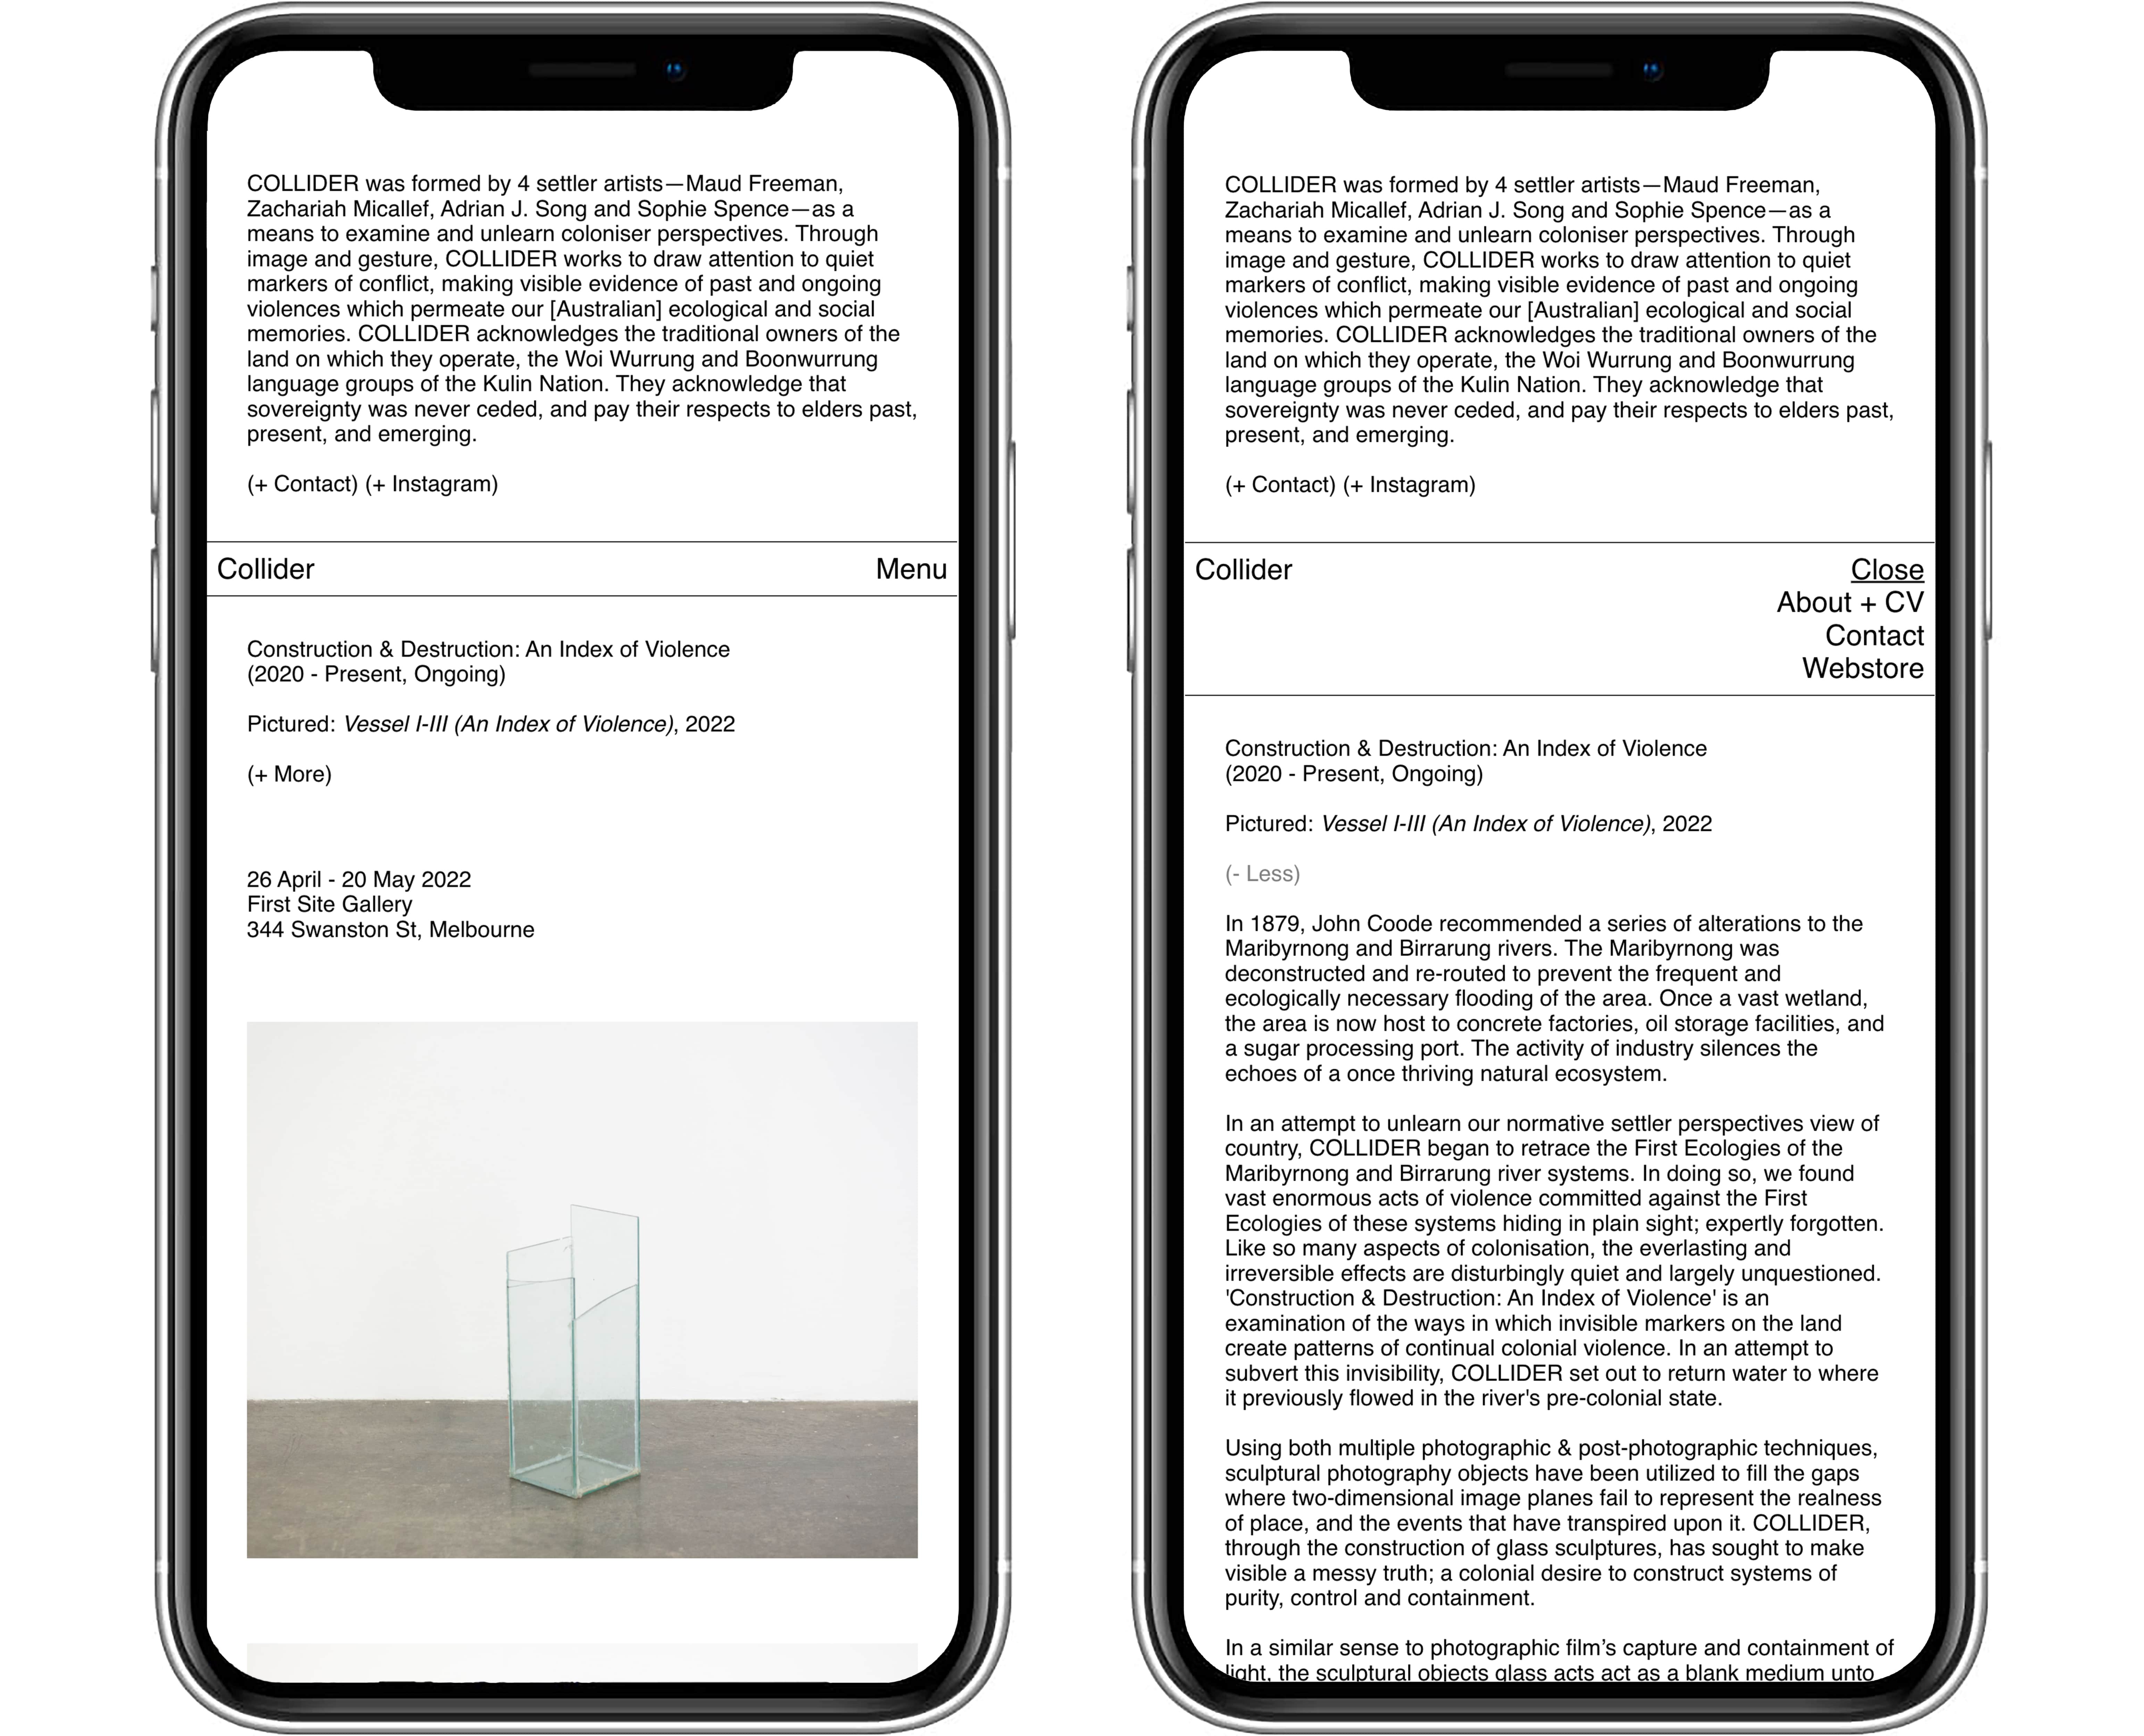 COLLIDER was formed by 4 settler artists—Maud Freeman,
Zachariah Micallef, Adrian J. Song and Sophie Spence—as a
means to examine and unlearn coloniser perspectives. Through
image and gesture, COLLIDER works to draw attention to quiet
markers of conflict, making visible evidence of past and ongoing
violences which permeate our [Australian] ecological and social
memories. COLLIDER acknowledges the traditional owners of the
land on which they operate, the Woi Wurrung and Boonwurrung
language groups of the Kulin Nation. They acknowledge that
sovereignty was never ceded, and pay their respects to elders past,
present, and emerging.
(+ Contact) (+ Instagram)
Collider Menu
Construction & Destruction: An Index of Violence
(2020 - Present, Ongoing)
Pictured: Vessel I-III (An Index of Violence), 2022
(+ More)
26 April - 20 May 2022
First Site Gallery
344 Swanston St, Melbourne
COLLIDER was formed by 4 settler artists—Maud Freeman,
Zachariah Micallef, Adrian J. Song and Sophie Spence—as a
means to examine and unlearn coloniser perspectives. Through
image and gesture, COLLIDER works to draw attention to quiet
markers of conflict, making visible evidence of past and ongoing
violences which permeate our [Australian] ecological and social
memories. COLLIDER acknowledges the traditional owners of the
land on which they operate, the Woi Wurrung and Boonwurrung
language groups of the Kulin Nation. They acknowledge that
sovereignty was never ceded, and pay their respects to elders past,
present, and emerging.
(+ Contact) (+ Instagram)
Collider Close
About + CV
Contact
Webstore
Construction & Destruction: An Index of Violence
(2020 - Present, Ongoing)
Pictured: Vessel I-III (An Index of Violence), 2022
(- Less)
In 1879, John Coode recommended a series of alterations to the
Maribyrnong and Birrarung rivers. The Maribyrnong was
deconstructed and re-routed to prevent the frequent and
ecologically necessary flooding of the area. Once a vast wetland,
the area is now host to concrete factories, oil storage facilities, and
a sugar processing port. The activity of industry silences the
echoes of a once thriving natural ecosystem.
In an attempt to unlearn our normative settler perspectives view of
country, COLLIDER began to retrace the First Ecologies of the
Maribyrnong and Birrarung river systems. In doing so, we found
vast enormous acts of violence committed against the First
Ecologies of these systems hiding in plain sight; expertly forgotten.
Like so many aspects of colonisation, the everlasting and
irreversible effects are disturbingly quiet and largely unquestioned.
'Construction & Destruction: An Index of Violence' is an
examination of the ways in which invisible markers on the land
create patterns of continual colonial violence. In an attempt to
subvert this invisibility, COLLIDER set out to return water to where
it previously flowed in the river's pre-colonial state.
Using both multiple photographic & post-photographic techniques,
sculptural photography objects have been utilized to fill the gaps
where two-dimensional image planes fail to represent the realness
of place, and the events that have transpired upon it. COLLIDER,
through the construction of glass sculptures, has sought to make
visible a messy truth; a colonial desire to construct systems of
purity, control and containment.
In a similar sense to photographic film’s capture and containment of
light, the sculptural objects glass acts act as a blank medium unto